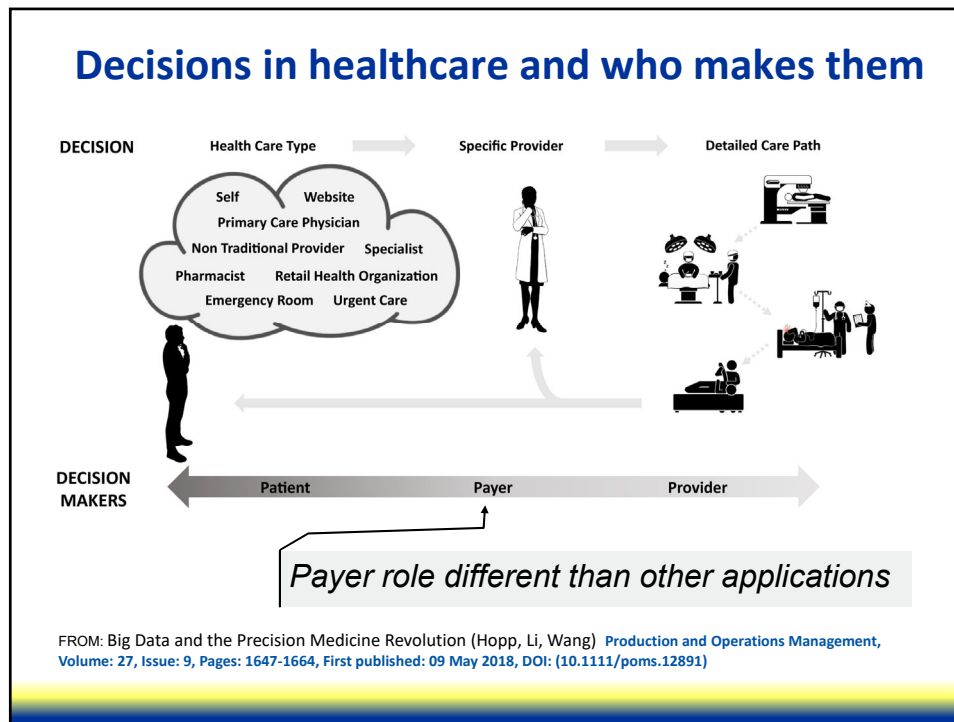 Decisions in healthcare and who makes them
DECISION
Health Care Type
Specific Provider
Detailed Care Path
Self
Website
Primary Care Physician
Non Traditional Provider
Specialist
Pharmacist
Retail Health Organization
Emergency Room
Urgent Care
DECISION
MAKERS
Patient
Payer
Provider
Payer role different than other applications
FROM: Big Data and the Precision Medicine Revolution (Hopp, Li, Wang) Production and Operations Management,
Volume: 27, Issue: 9, Pages: 1647-1664, First published: 09 May 2018, DOI: (10.1111/poms.12891)